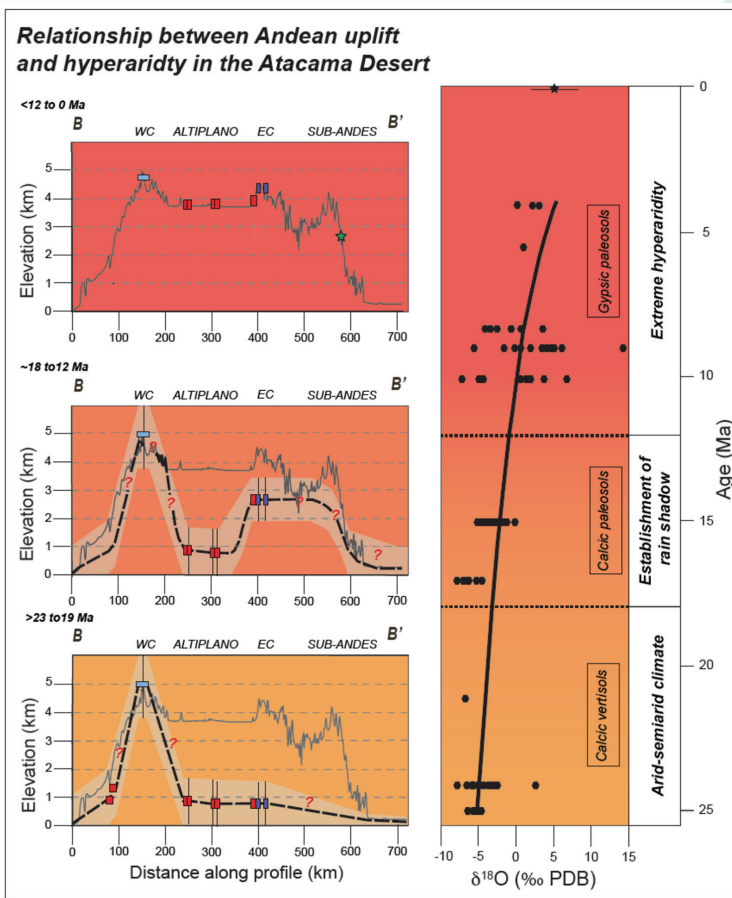 Relationship between Andean uplift
and hyperaridty in the Atacama Desert
<12 to 0 Ma
B B'
WC ALTIPLANO EC SUB-ANDES
Elevation (km)
5
4
3
2
1
0
0 100 200 300 400 500 600 700
~18 to12 Ma
B B'
WC ALTIPLANO EC SUB-ANDES
Elevation (km)
5
4
3
2
1
0
? ? ? ? ? ?
0 100 200 300 400 500 600 700
>23 to19 Ma
B B'
WC ALTIPLANO EC SUB-ANDES
Elevation (km)
5
4
3
2
1
0
? ? ?
0 100 200 300 400 500 600 700
Distance along profile (km)
Gypsic paleosols
Calcic paleosols
Calcic vertisols
Extreme hyperaridity
Establishment of
rain shadow
Arid-semiarid climate
0
5
10
15
20
25
Age (Ma)
-10 -5 0 5 10 15
δ¹⁸O (‰ PDB)